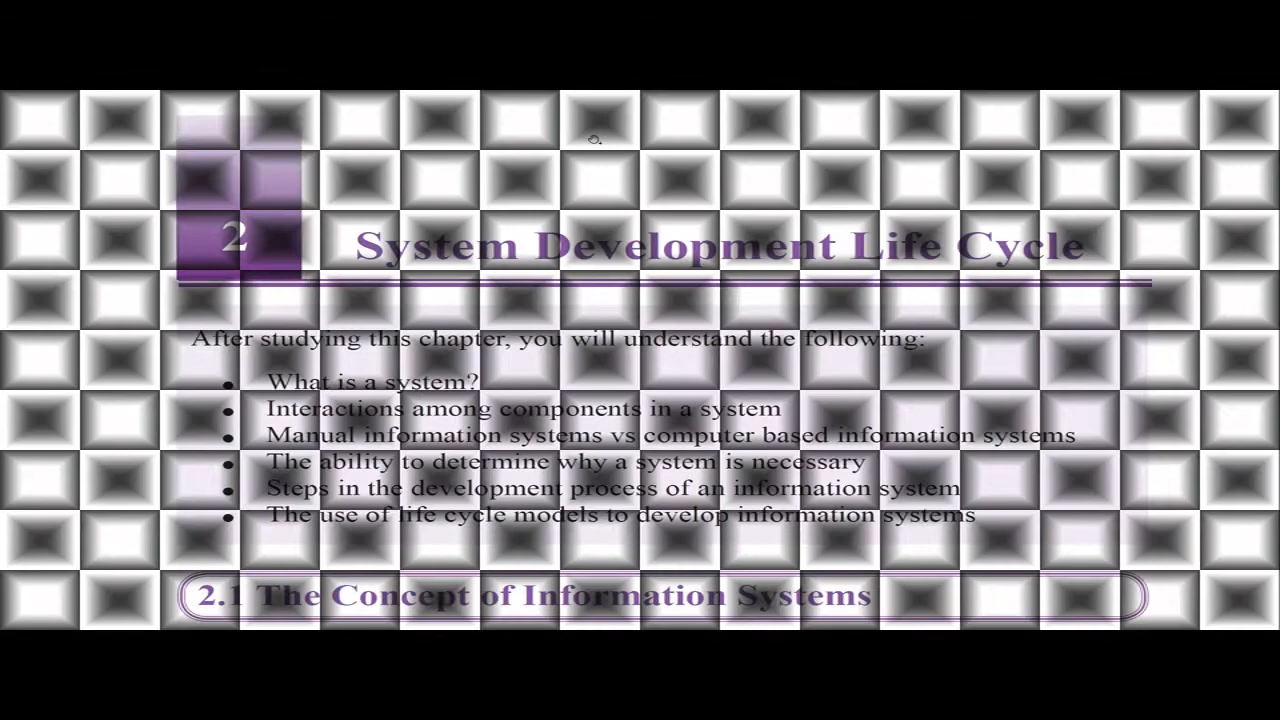 2
System Development Life Cycle
After studying this chapter, you will understand the following:
• What is a system?
• Interactions among components in a system
• Manual information systems vs computer based information systems
• The ability to determine why a system is necessary
• Steps in the development process of an information system
• The use of life cycle models to develop information systems
2.1 The Concept of Information Systems